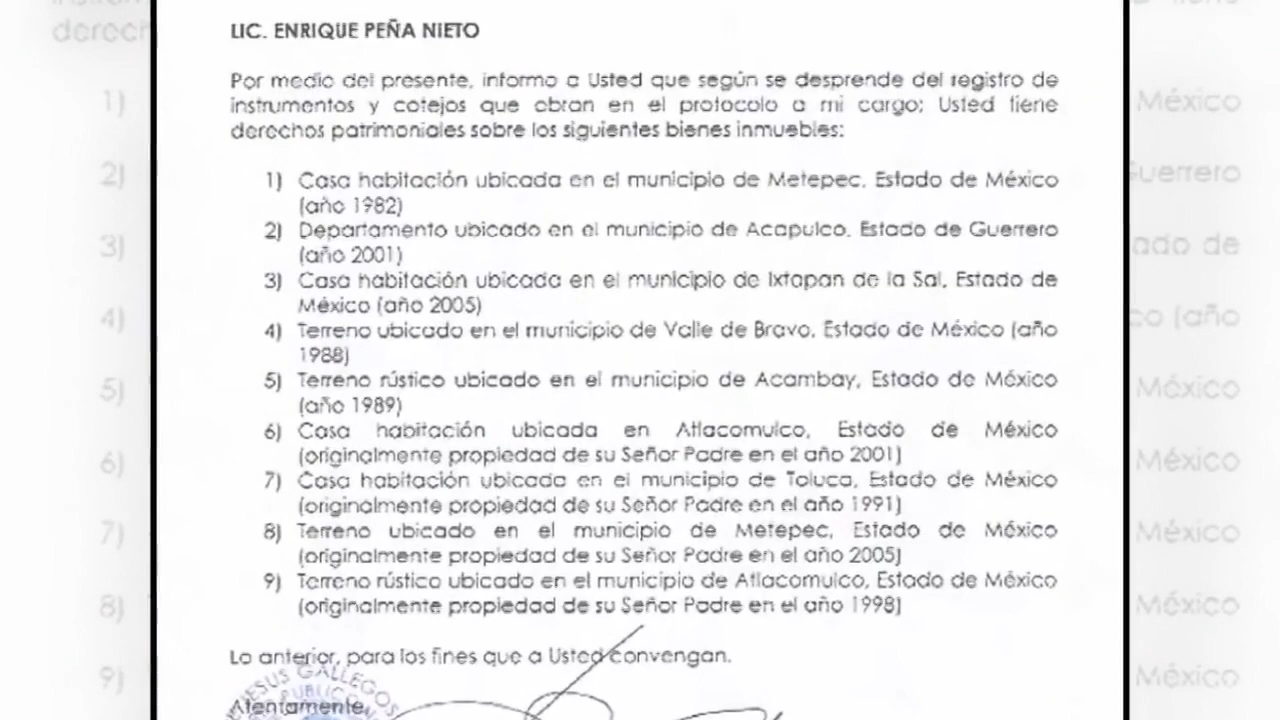 LIC. ENRIQUE PEÑA NIETO
Por medio del presente, informo a Usted que según se desprende del registro de
instrumentos y cotejos que obran en el protocolo a mi cargo; Usted tiene
derechos patrimoniales sobre los siguientes bienes inmuebles:
1) Casa habitación ubicada en el municipio de Metepec, Estado de México
(año 1982)
2) Departamento ubicado en el municipio de Acapulco, Estado de Guerrero
(año 2001)
3) Casa habitación ubicada en el municipio de Ixtapan de la Sal, Estado de
México (año 2005)
4) Terreno ubicado en el municipio de Valle de Bravo, Estado de México (año
1988)
5) Terreno rústico ubicado en el municipio de Acambay, Estado de México
(año 1989)
6) Casa habitación ubicada en Atlacomulco, Estado de México
(originalmente propiedad de su Señor Padre en el año 2001)
7) Casa habitación ubicada en el municipio de Toluca, Estado de México
(originalmente propiedad de su Señor Padre en el año 1991)
8) Terreno ubicado en el municipio de Metepec, Estado de México
(originalmente propiedad de su Señor Padre en el año 2005)
9) Terreno rústico ubicado en el municipio de Atlacomulco, Estado de México
(originalmente propiedad de su Señor Padre en el año 1998)
Lo anterior, para los fines que a Usted convengan.
JESUS GALLEGOS
Atentamente,